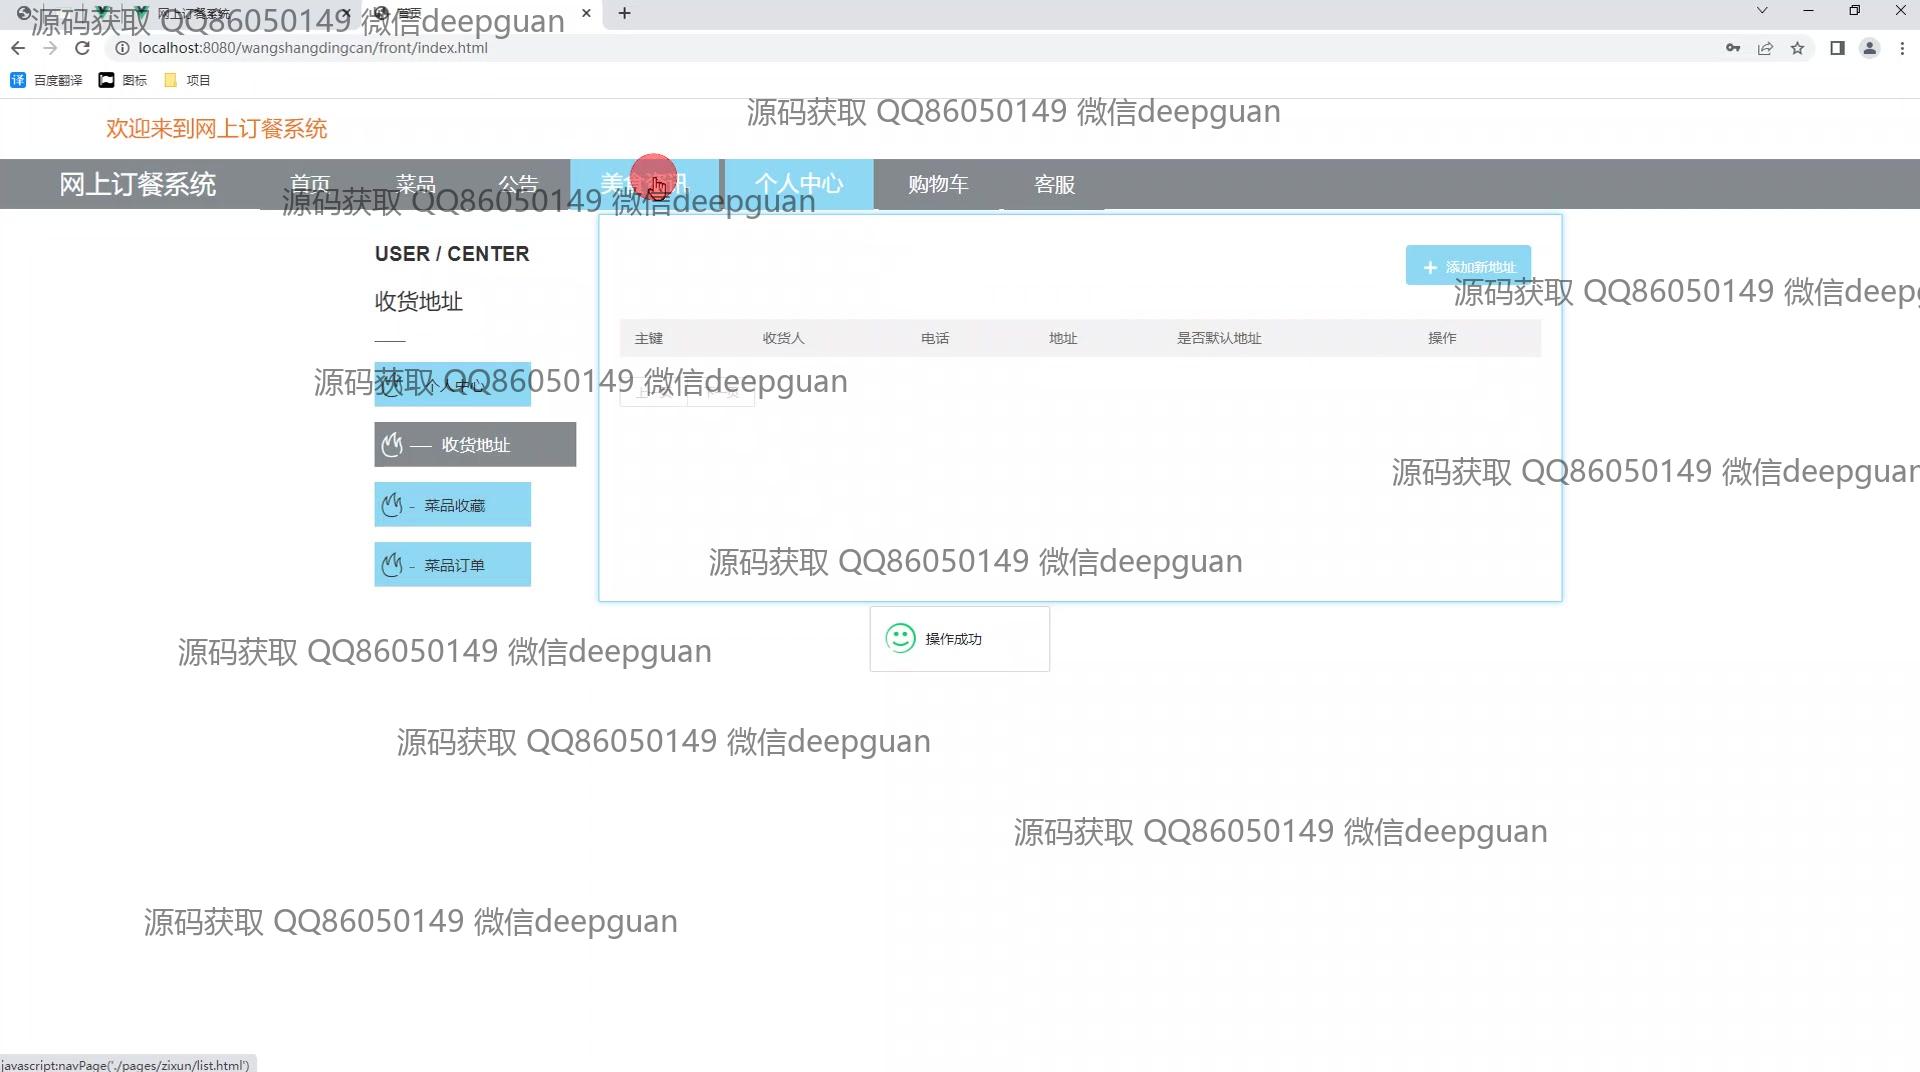 网上订餐系统
首页
源码获取 QQ86050149 微信deepguan
localhost:8080/wangshangdingcan/front/index.html
百度翻译
图标
项目
源码获取 QQ86050149 微信deepguan
欢迎来到网上订餐系统
网上订餐系统
首页
菜品
公告
美食资讯
个人中心
购物车
客服
源码获取 QQ86050149 微信deepguan
USER / CENTER
收货地址
添加新地址
源码获取 QQ86050149 微信deepg
主键 收货人 电话 地址 是否默认地址 操作
个人中心
源码获取 QQ86050149 微信deepguan
上一页
下一页
收货地址
源码获取 QQ86050149 微信deepguan
菜品收藏
菜品订单
源码获取 QQ86050149 微信deepguan
操作成功
源码获取 QQ86050149 微信deepguan
源码获取 QQ86050149 微信deepguan
源码获取 QQ86050149 微信deepguan
源码获取 QQ86050149 微信deepguan
javascript:navPage('./pages/zixun/list.html')